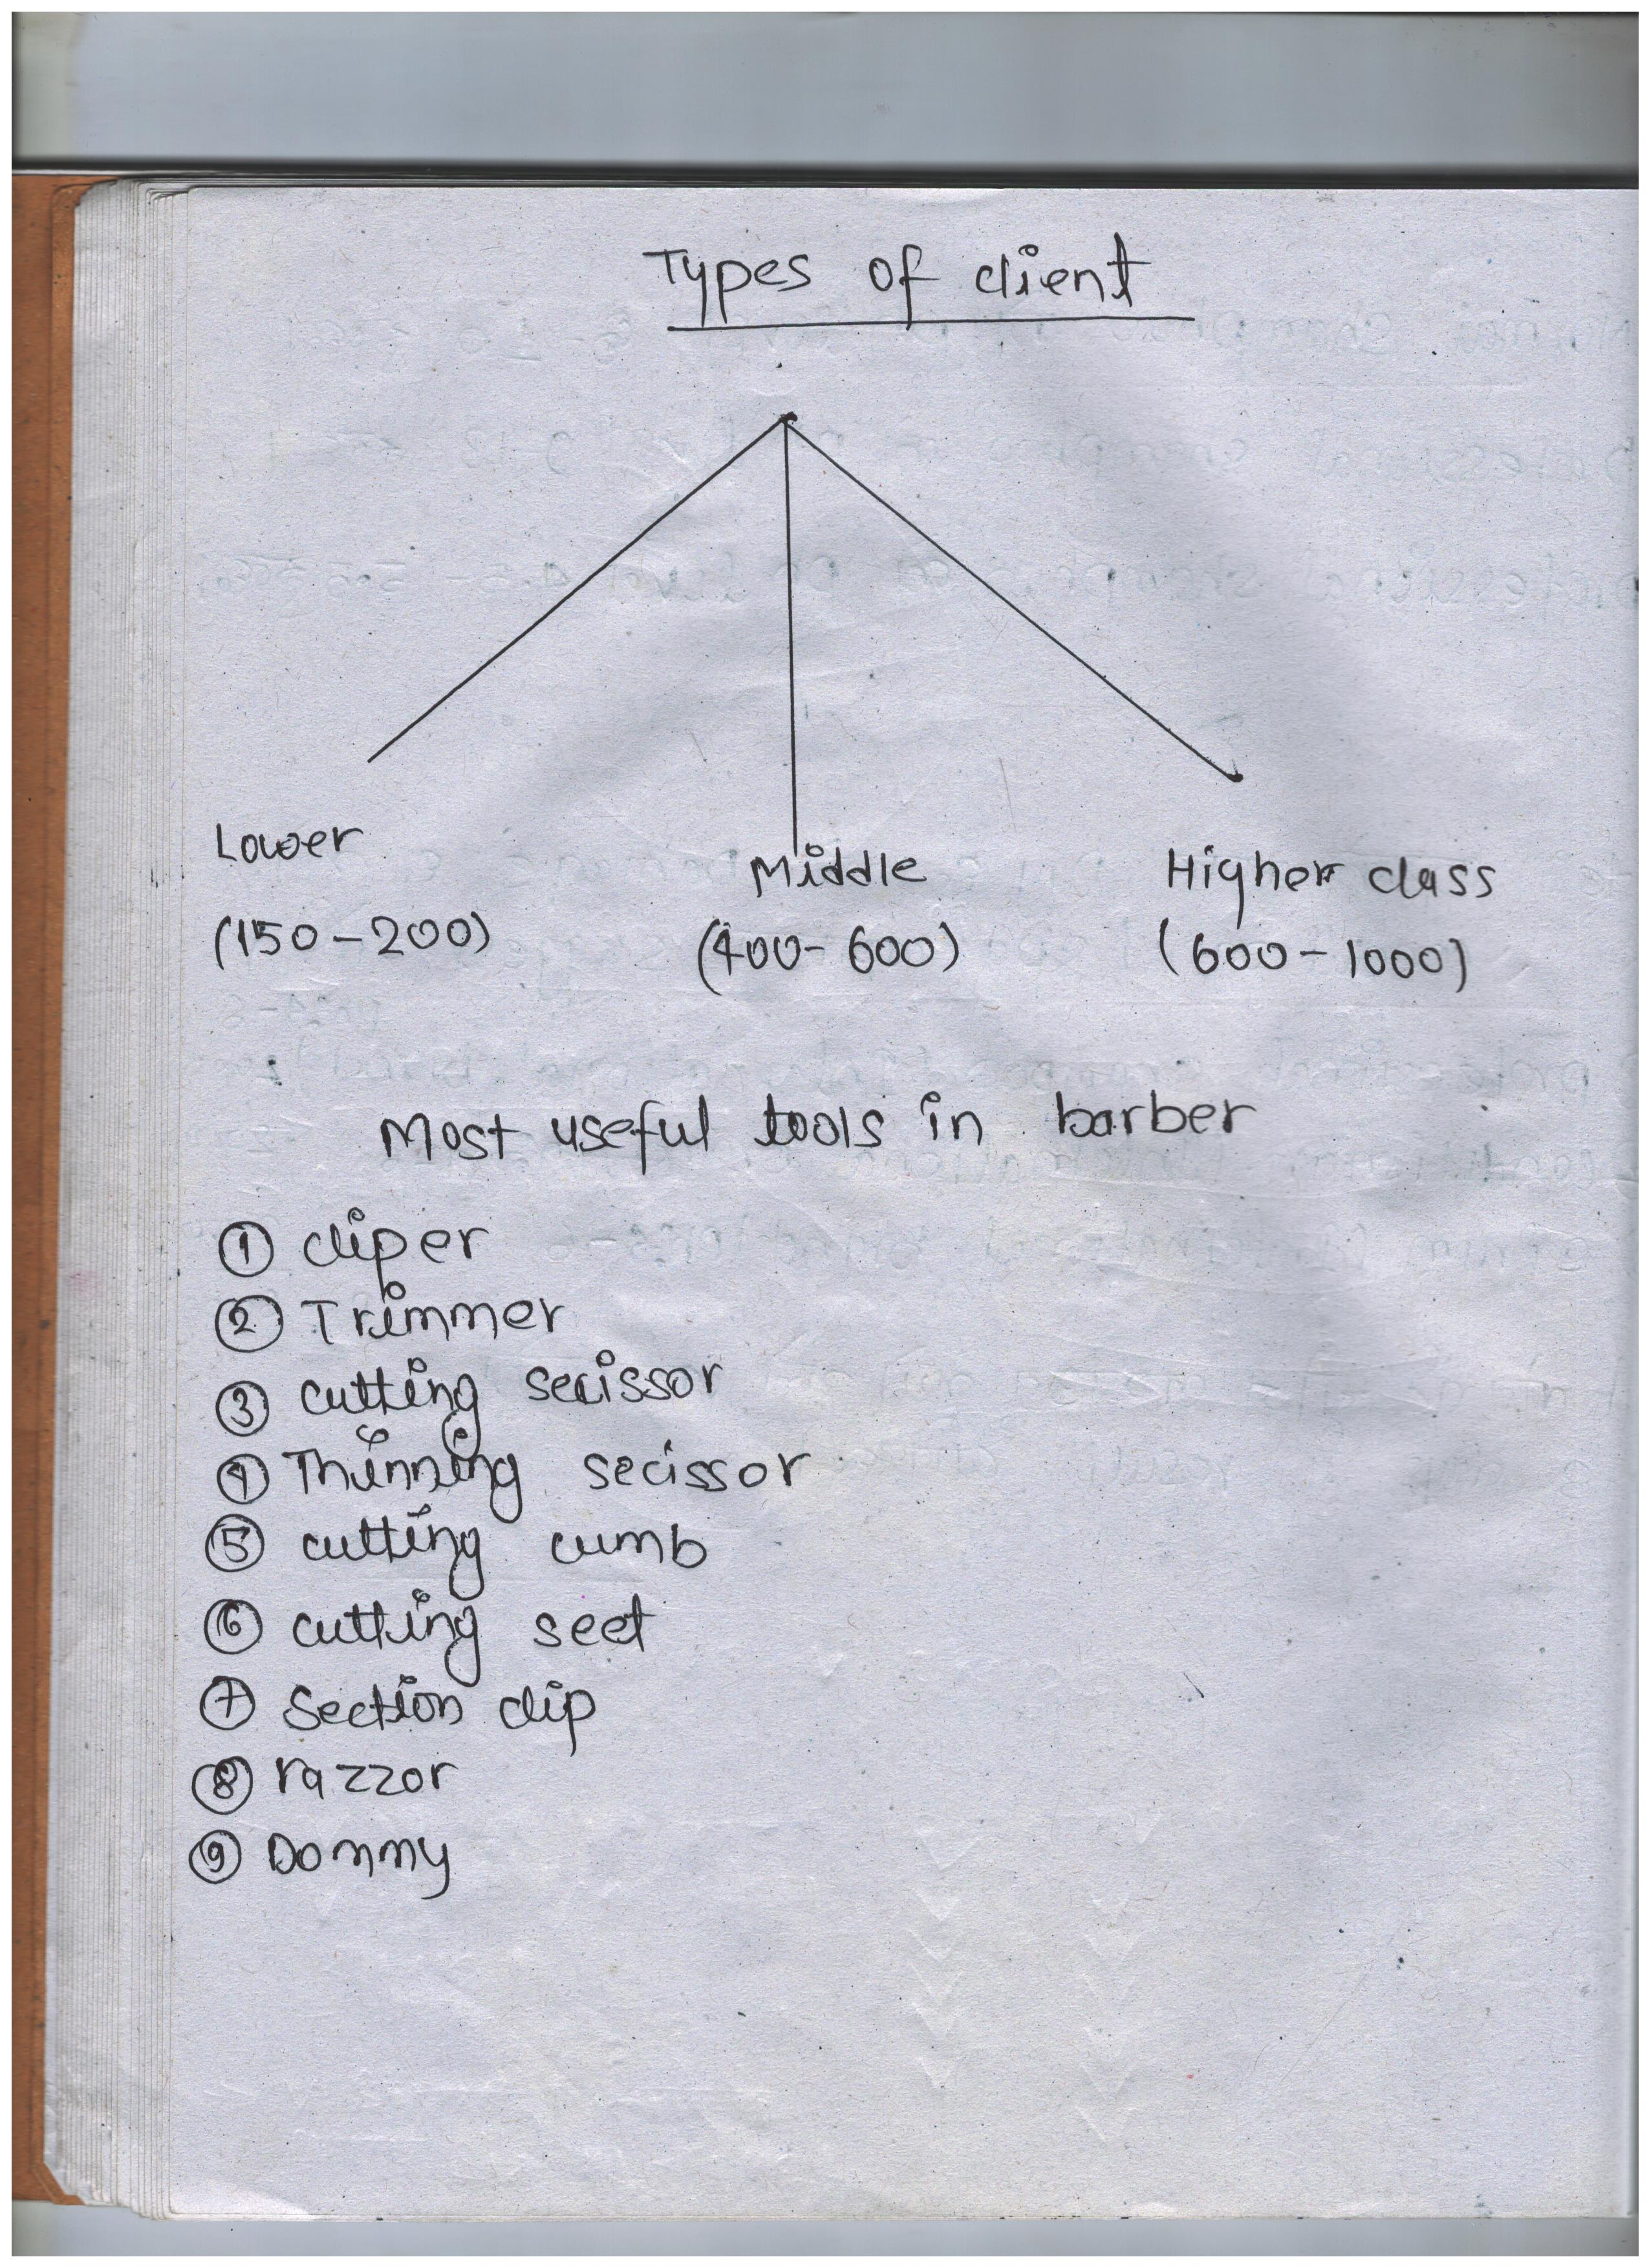 Types of client
Lower
Middle
Higher class
(150-200)
(400-600)
(600-1000)
Most useful tools in barber
① cliper
② Trimmer
③ cutting secissor
④ Thinning secissor
⑤ cutting cumb
⑥ cutting seet
⑦ Section clip
⑧ razzor
⑨ Dommy